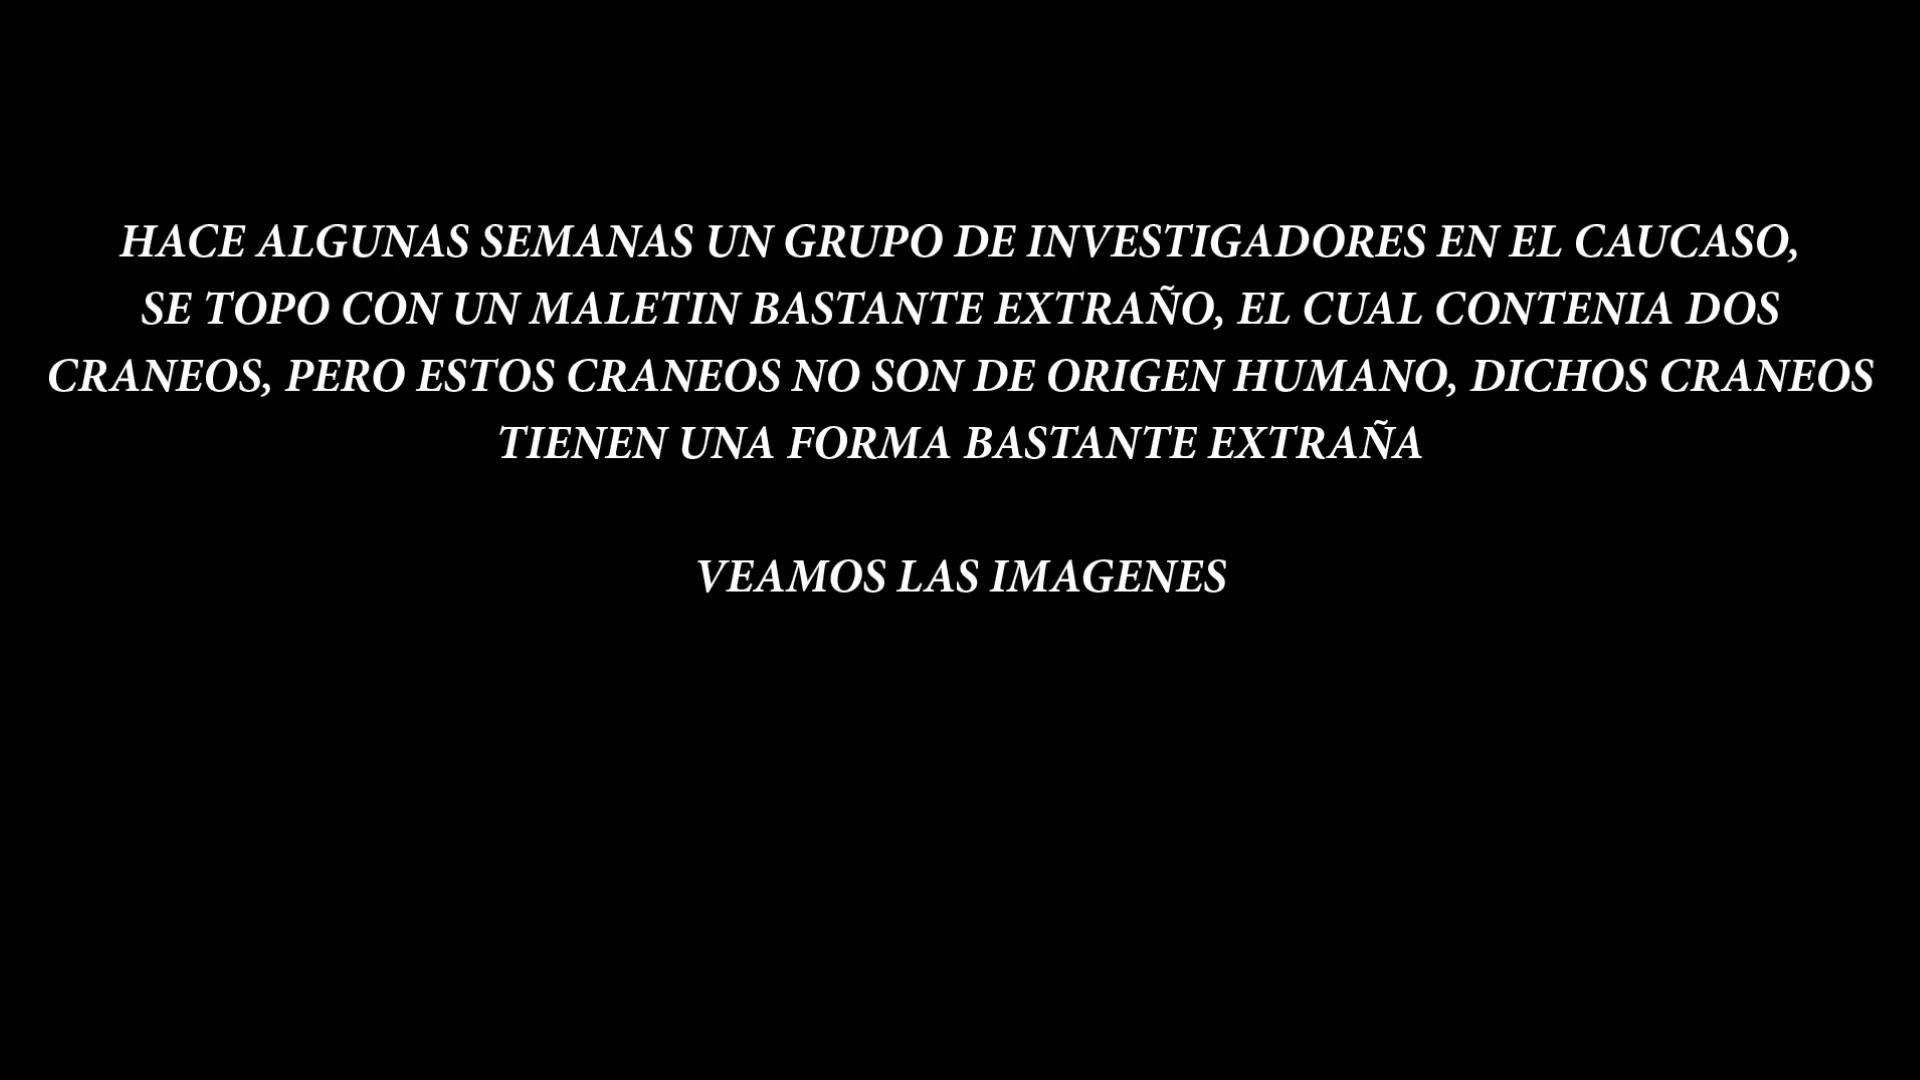 HACE ALGUNAS SEMANAS UN GRUPO DE INVESTIGADORES EN EL CAUCASO,
SE TOPO CON UN MALETIN BASTANTE EXTRAÑO, EL CUAL CONTENIA DOS
CRANEOS, PERO ESTOS CRANEOS NO SON DE ORIGEN HUMANO, DICHOS CRANEOS
TIENEN UNA FORMA BASTANTE EXTRAÑA
VEAMOS LAS IMAGENES